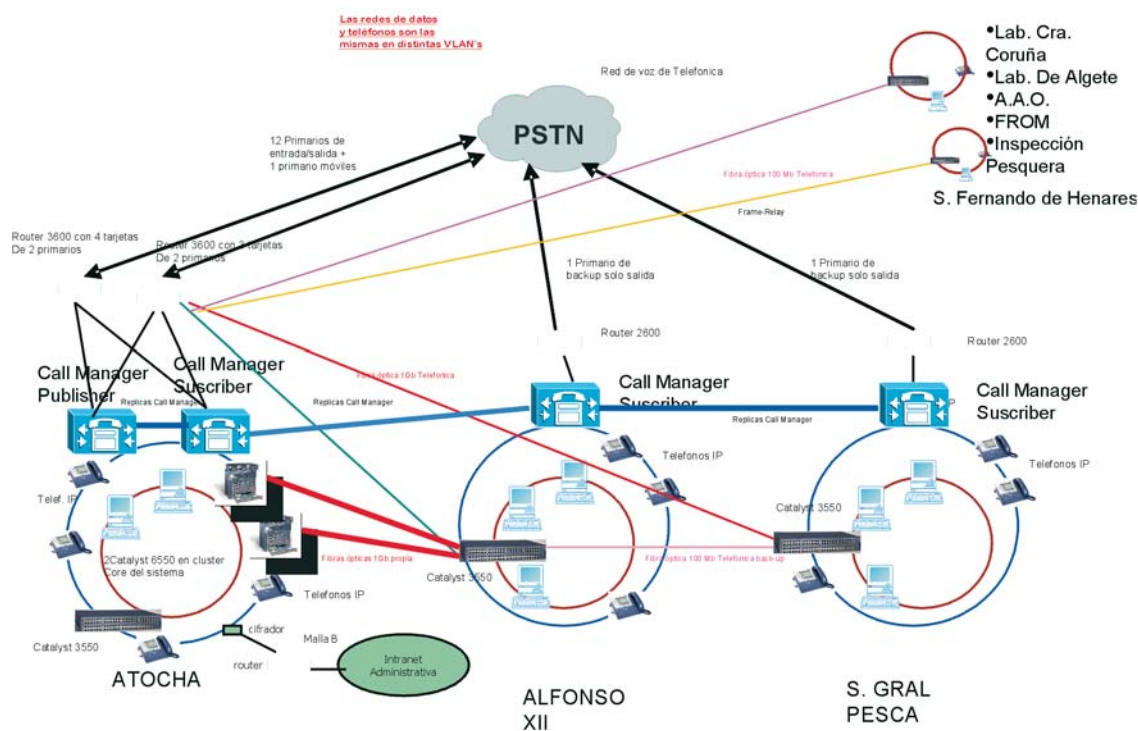 Las redes de datos
y teléfonos son las
mismas en distintas VLAN's
•Lab. Cra.
Coruña
•Lab. De Algete
•A.A.O.
•FROM
•Inspección
Pesquera
S. Fernando de Henares
Red de voz de Telefonica
PSTN
12 Primarios de
entrada/salida +
1 primario móviles
Fibra óptica 100 Mb Telefonica
Frame-Relay
Router 3600 con 4 tarjetas
De 2 primarios
Router 3600 con 3 tarjetas
De 2 primarios
1 Primario de
backup solo salida
1 Primario de
backup solo salida
Router 2600
Router 2600
Call Manager
Publisher
Call Manager
Suscriber
Fibra óptica 1Gb Telefonica
Call Manager
Suscriber
Call Manager
Suscriber
Replicas Call Manager
Replicas Call Manager
Replicas Call Manager
Telef. IP
Telefonos IP
Telefonos IP
Catalyst 3550
2Catalyst 6550 en cluster
Core del sistema
Fibras ópticas 1Gb propia
Catalyst 3550
Fibra óptica 100 Mb Telefonica back-up
Telefonos IP
Catalyst 3550
cifrador
router
Malla B
Intranet
Administrativa
ATOCHA
ALFONSO
XII
S. GRAL
PESCA